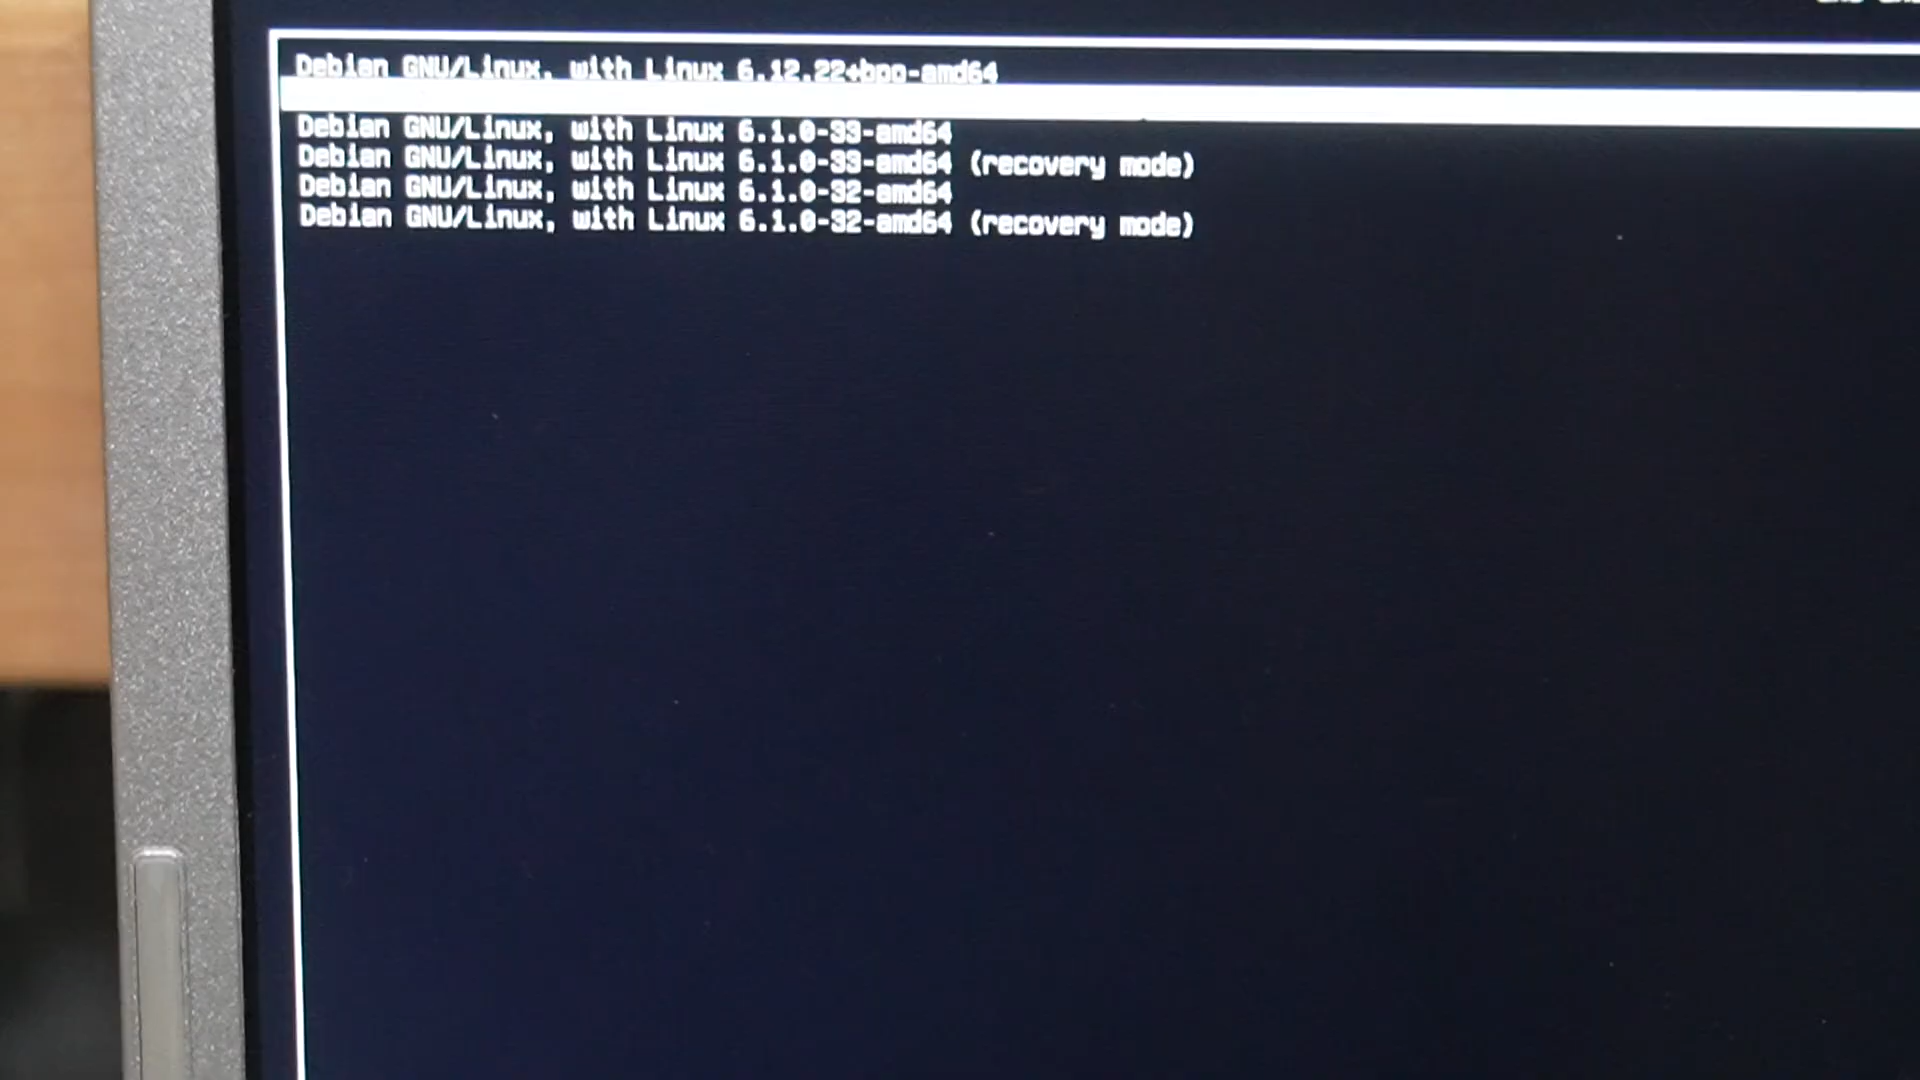 Debian GNU/Linux, with Linux 6.12.22+bpo-amd64
Debian GNU/Linux, with Linux 6.1.0-33-amd64
Debian GNU/Linux, with Linux 6.1.0-33-amd64 (recovery mode)
Debian GNU/Linux, with Linux 6.1.0-32-amd64
Debian GNU/Linux, with Linux 6.1.0-32-amd64 (recovery mode)